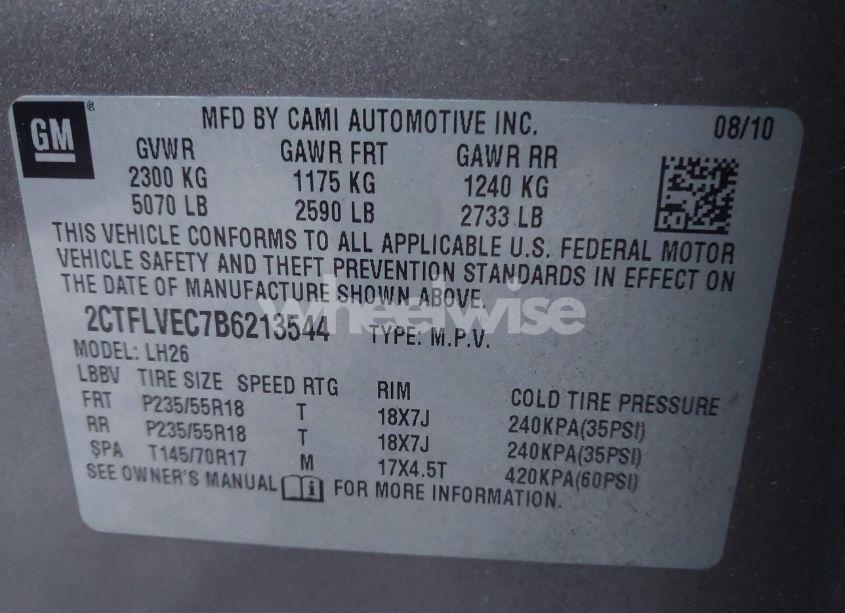 GM ®
MFD BY CAMI AUTOMOTIVE INC. 08/10
GVWR GAWR FRT GAWR RR
2300 KG 1175 KG 1240 KG
5070 LB 2590 LB 2733 LB
THIS VEHICLE CONFORMS TO ALL APPLICABLE U.S. FEDERAL MOTOR
VEHICLE SAFETY AND THEFT PREVENTION STANDARDS IN EFFECT ON
THE DATE OF MANUFACTURE SHOWN ABOVE.
wheelwise
2CTFLVEC7B6213544 TYPE: M.P.V.
MODEL: LH26
LBBV TIRE SIZE SPEED RTG RIM COLD TIRE PRESSURE
FRT P235/55R18 T 18X7J 240KPA(35PSI)
RR P235/55R18 T 18X7J 240KPA(35PSI)
SPA T145/70R17 M 17X4.5T 420KPA(60PSI)
SEE OWNER'S MANUAL i FOR MORE INFORMATION.